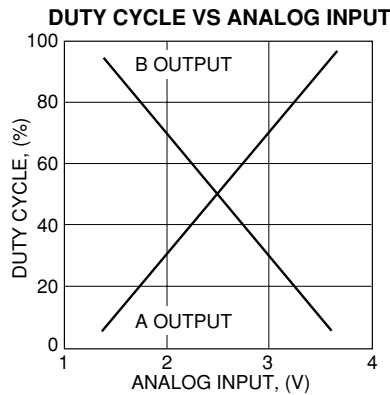 DUTY CYCLE VS ANALOG INPUT
100
80
60
40
20
0
DUTY CYCLE, (%)
B OUTPUT
A OUTPUT
1 2 3 4
ANALOG INPUT, (V)